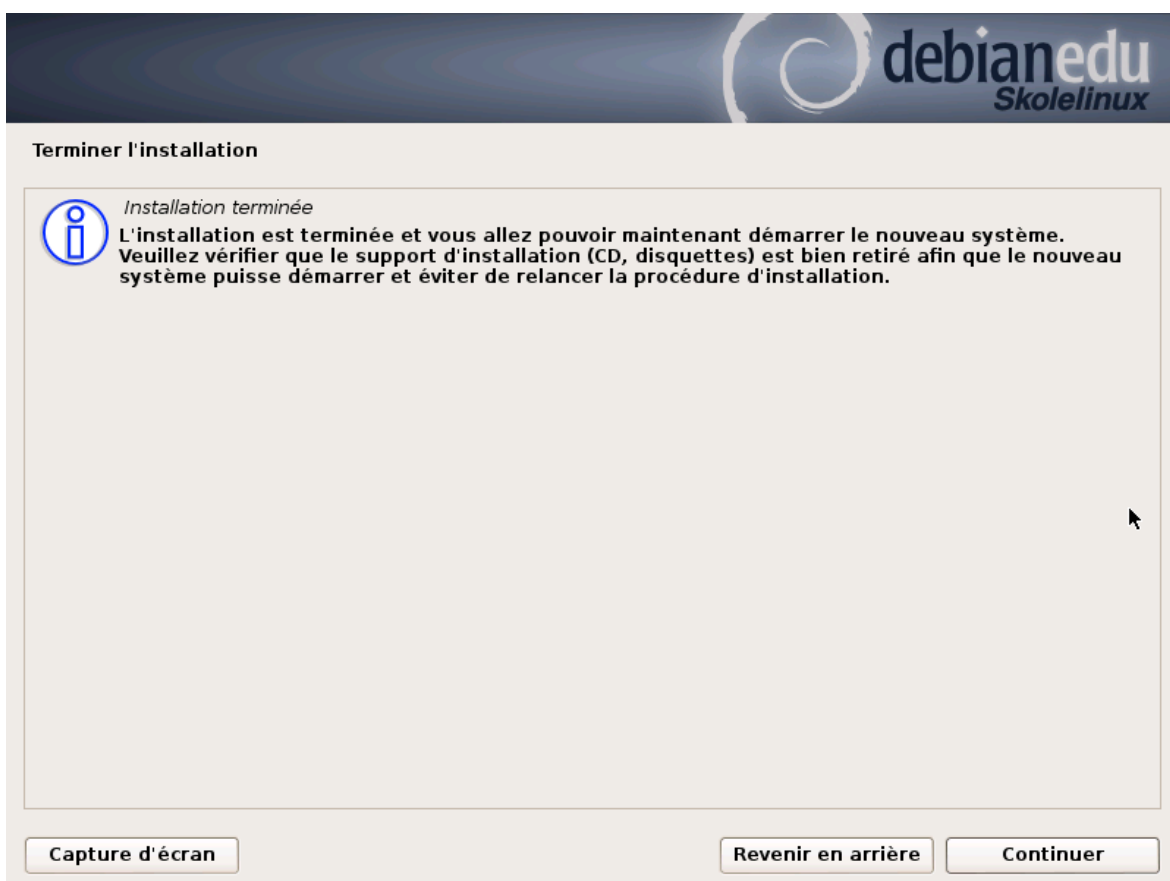 debianedu
Skolelinux
Terminer l'installation
Installation terminée
L'installation est terminée et vous allez pouvoir maintenant démarrer le nouveau système.
Veuillez vérifier que le support d'installation (CD, disquettes) est bien retiré afin que le nouveau
système puisse démarrer et éviter de relancer la procédure d'installation.
Capture d'écran
Revenir en arrière
Continuer